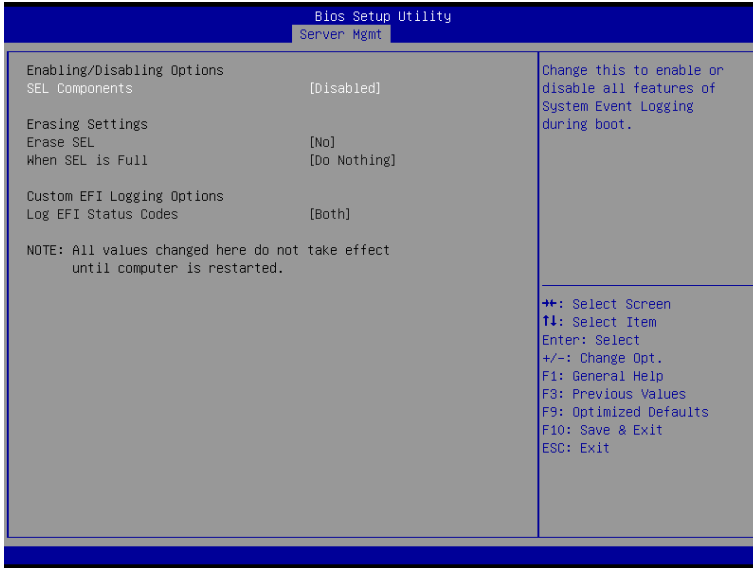 Bios Setup Utility
Server Mgmt
Enabling/Disabling Options
SEL Components [Disabled]
Erasing Settings
Erase SEL [No]
When SEL is Full [Do Nothing]
Custom EFI Logging Options
Log EFI Status Codes [Both]
NOTE: All values changed here do not take effect
until computer is restarted.
Change this to enable or
disable all features of
System Event Logging
during boot.
→←: Select Screen
↑↓: Select Item
Enter: Select
+/-: Change Opt.
F1: General Help
F3: Previous Values
F9: Optimized Defaults
F10: Save & Exit
ESC: Exit